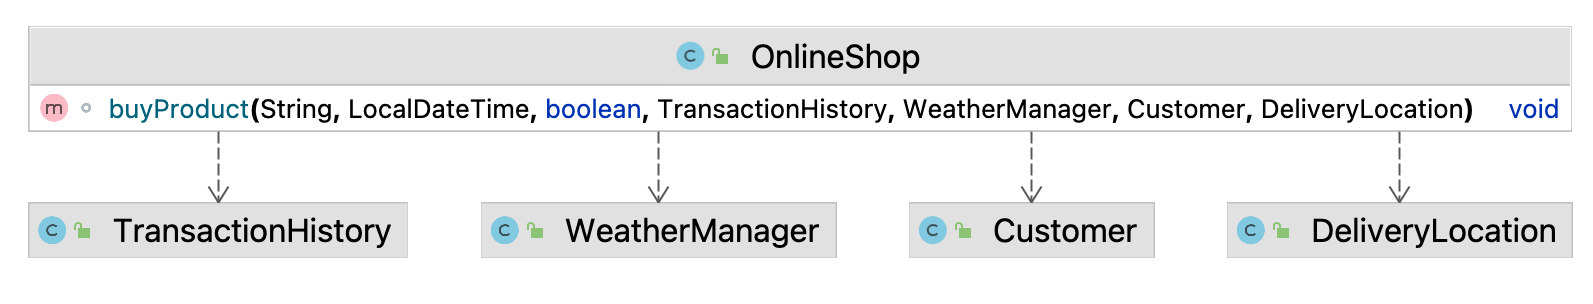 C OnlineShop
m buyProduct(String, LocalDateTime, boolean, TransactionHistory, WeatherManager, Customer, DeliveryLocation) void
C TransactionHistory
C WeatherManager
C Customer
C DeliveryLocation